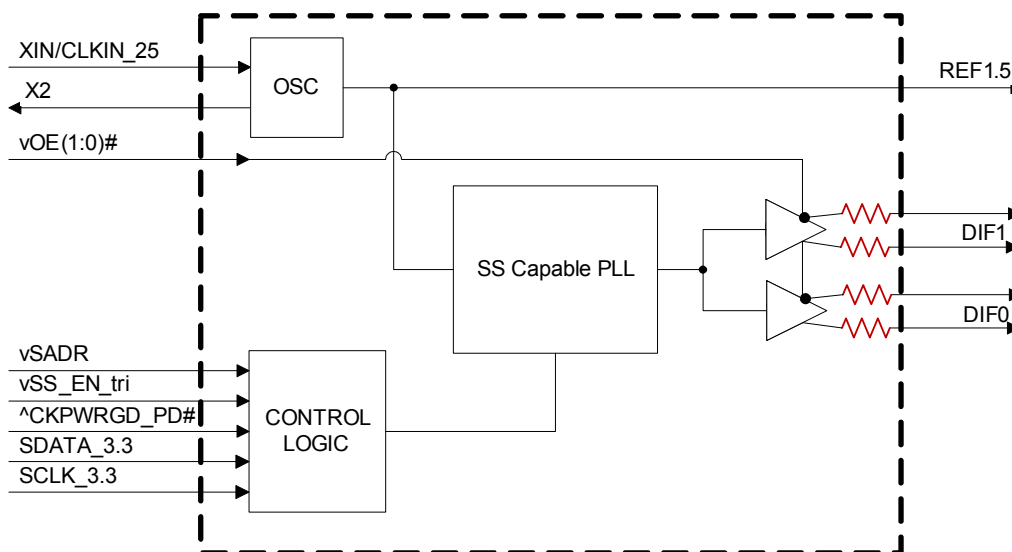 XIN/CLKIN_25
X2
OSC
REF1.5
vOE(1:0)#
SS Capable PLL
DIF1
DIF0
vSADR
vSS_EN_tri
^CKPWRGD_PD#
SDATA_3.3
SCLK_3.3
CONTROL
LOGIC